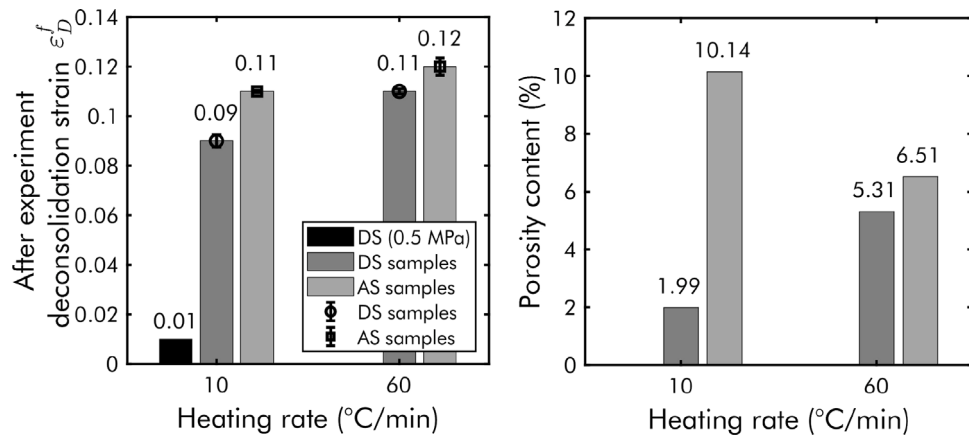 After experiment
deconsolidation strain ε_D^f
0.14
0.12
0.1
0.08
0.06
0.04
0.02
0
0.01
0.09
0.11
0.11
0.12
DS (0.5 MPa)
DS samples
AS samples
DS samples
AS samples
10
60
Heating rate (°C/min)
Porosity content (%)
12
10
8
6
4
2
0
1.99
10.14
5.31
6.51
10
60
Heating rate (°C/min)